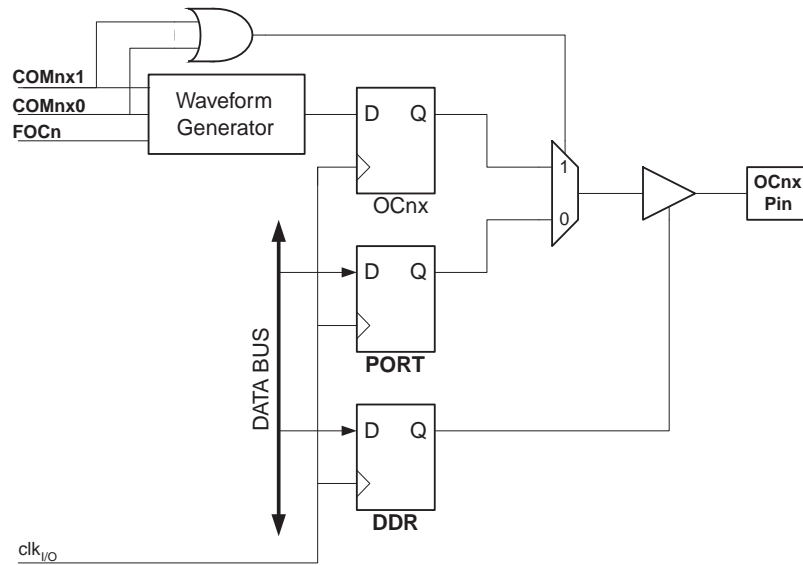 COMnx1
COMnx0
FOCn
Waveform
Generator
D Q
OCnx
1
0
OCnx
Pin
D Q
PORT
DATA BUS
D Q
DDR
clkI/O